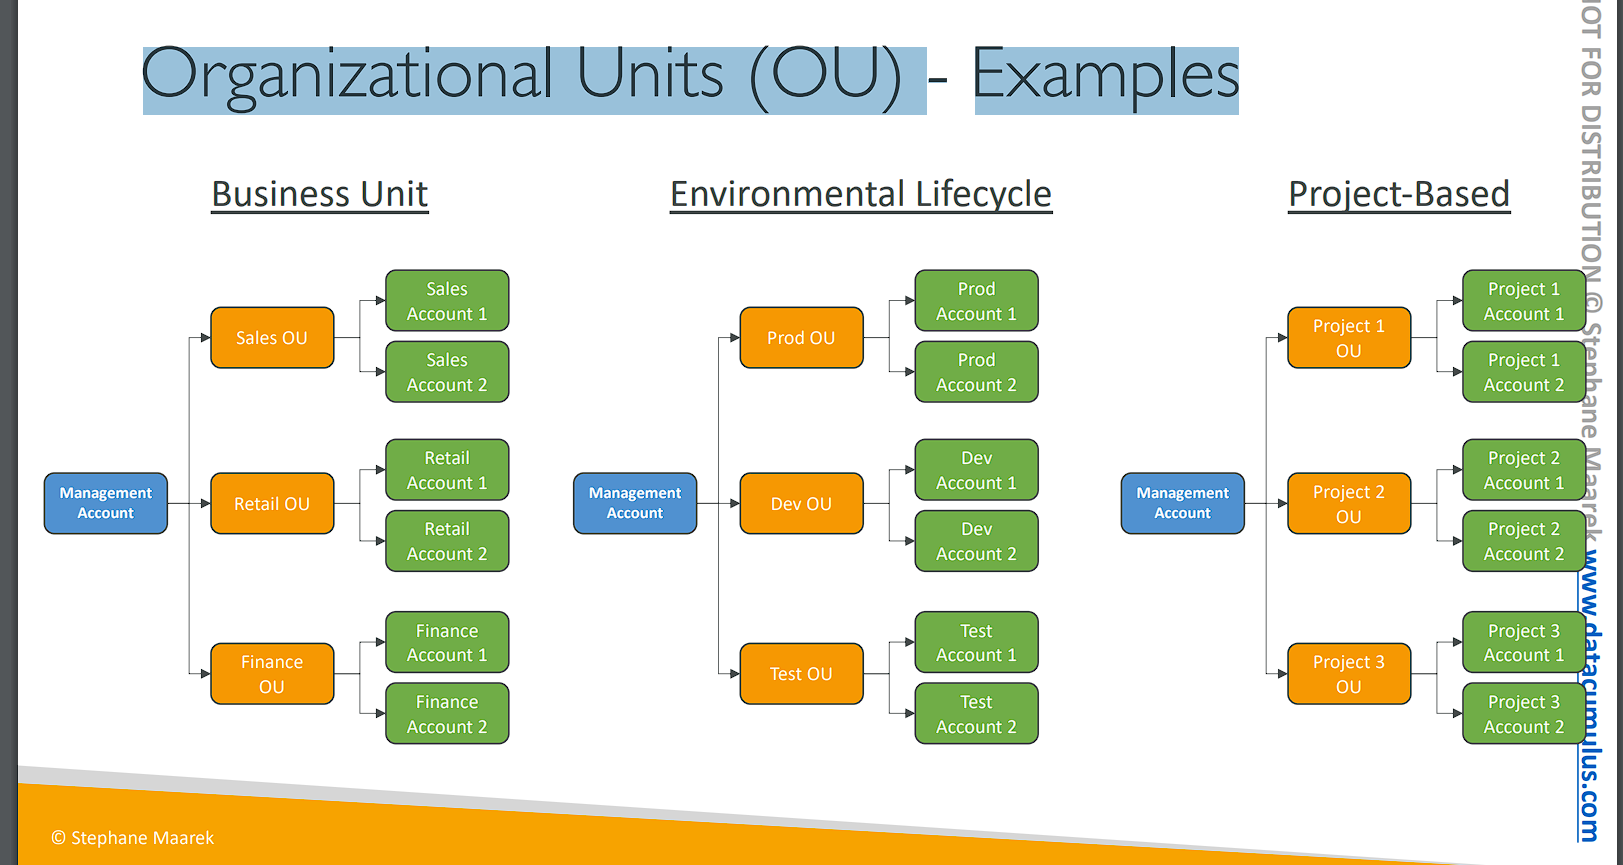 Organizational Units (OU) - Examples
Business Unit
Sales OU
Sales
Account 1
Sales
Account 2
Management
Account
Retail OU
Retail
Account 1
Retail
Account 2
Finance
OU
Finance
Account 1
Finance
Account 2
Environmental Lifecycle
Prod OU
Prod
Account 1
Prod
Account 2
Management
Account
Dev OU
Dev
Account 1
Dev
Account 2
Test OU
Test
Account 1
Test
Account 2
Project-Based
Project 1
OU
Project 1
Account 1
Project 1
Account 2
Management
Account
Project 2
OU
Project 2
Account 1
Project 2
Account 2
Project 3
OU
Project 3
Account 1
Project 3
Account 2
OT FOR DISTRIBUTION © Stephane Maarek www.datacumulus.com
© Stephane Maarek